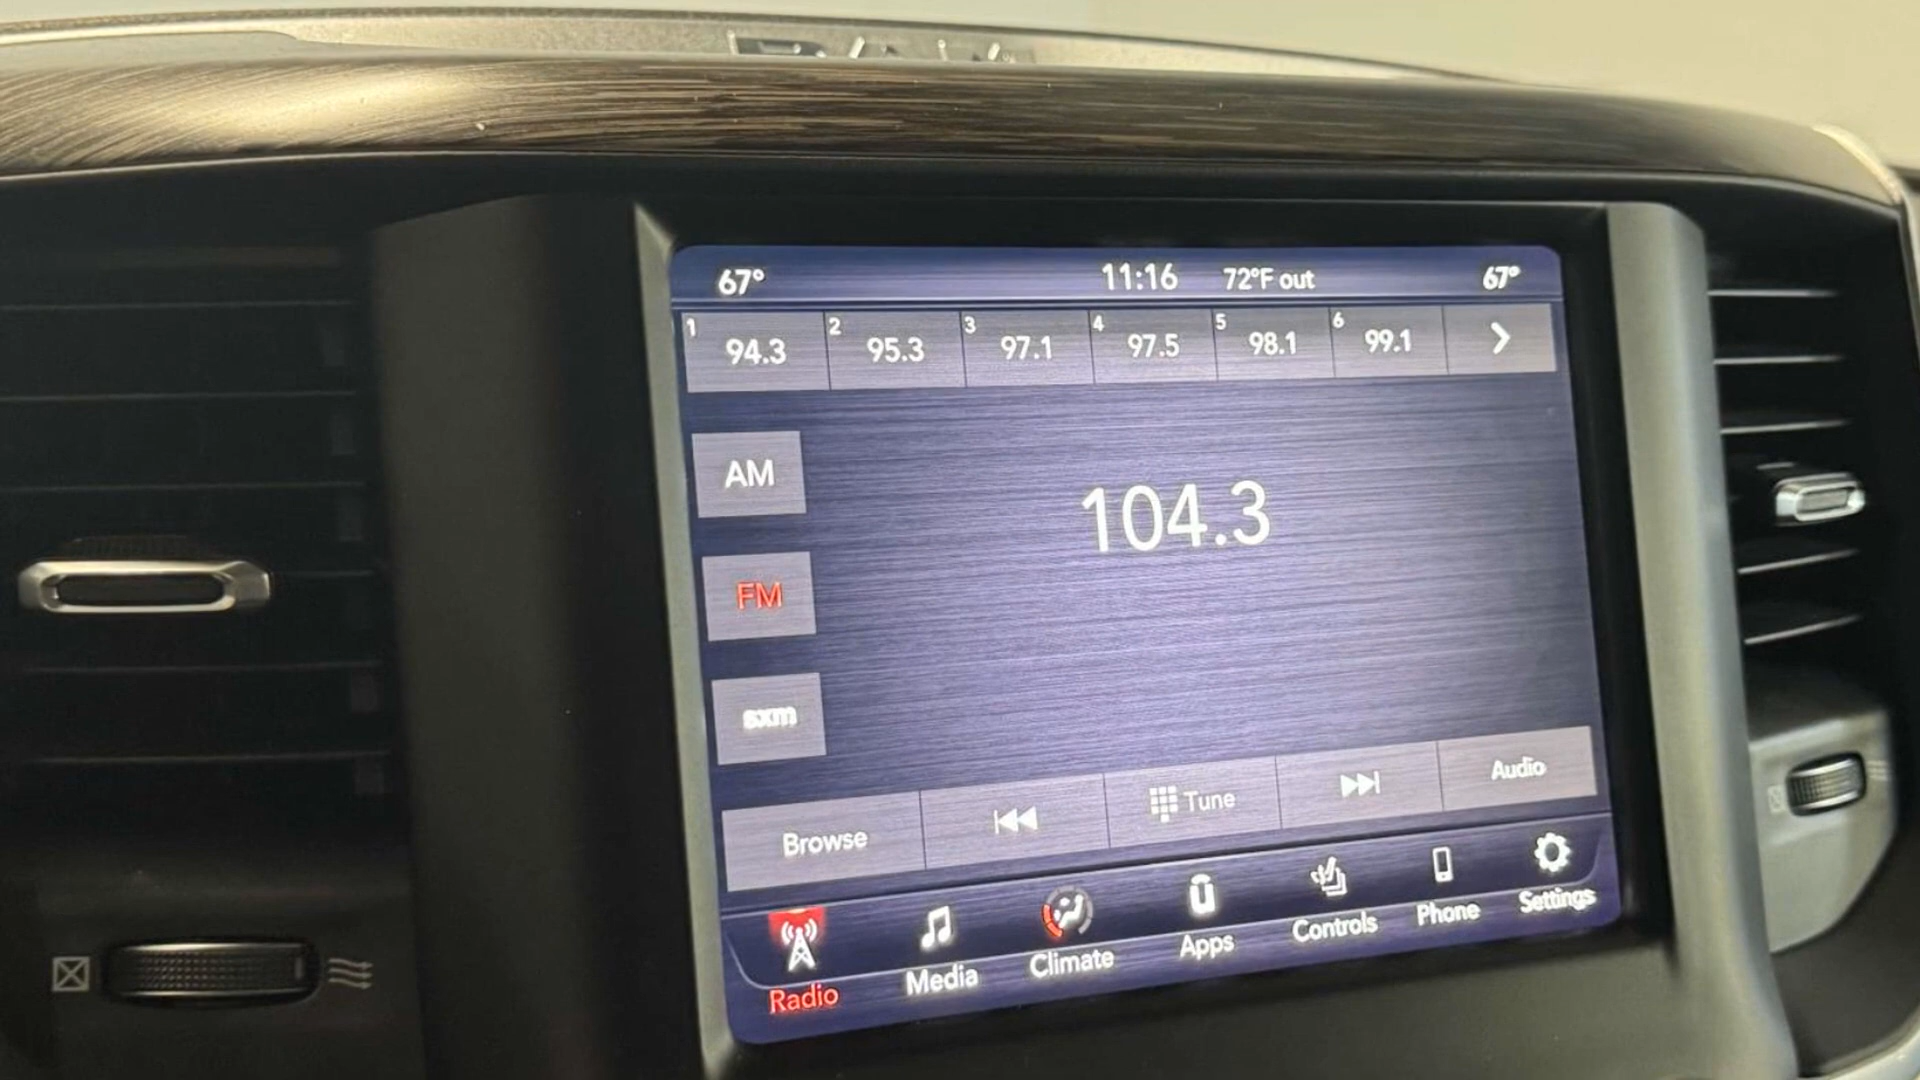 67° 11:16 72°F out 67°
1 94.3 2 95.3 3 97.1 4 97.5 5 98.1 6 99.1
AM
104.3
FM
sxm
Browse Tune Audio
Radio Media Climate Apps Controls Phone Settings